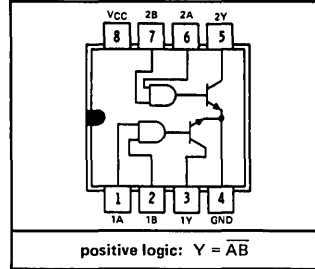 VCC 2B 2A 2Y
8 7 6 5
1 2 3 4
1A 1B 1Y GND
positive logic: Y = \overline{AB}